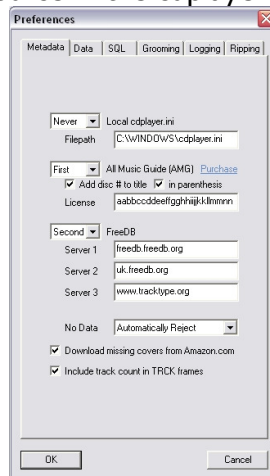 Preferences
Metadata Data SQL Grooming Logging Ripping
Never Local cdplayer.ini
Filepath C:\WINDOWS\cdplayer.ini
First All Music Guide (AMG) Purchase
Add disc # to title in parenthesis
License aabbccddeeffgghhiijjkkllmmnn
Second FreeDB
Server 1 freedb.freedb.org
Server 2 uk.freedb.org
Server 3 www.tracktype.org
No Data Automatically Reject
Download missing covers from Amazon.com
Include track count in TRCK frames
OK Cancel